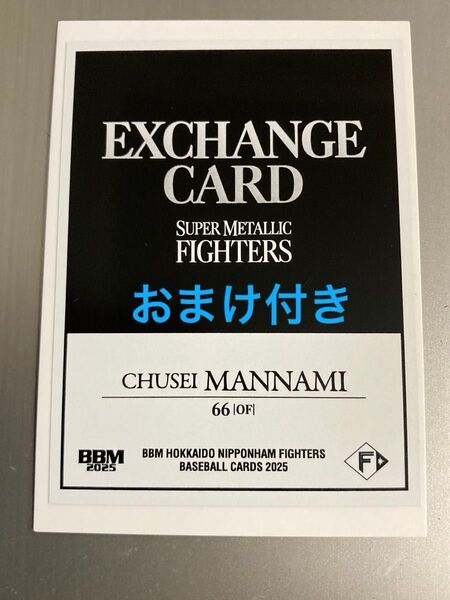 EXCHANGE
CARD
SUPER METALLIC
FIGHTERS
おまけ付き
CHUSEI MANNAMI
66 |OF|
BBM
2025
BBM HOKKAIDO NIPPONHAM FIGHTERS
BASEBALL CARDS 2025
F